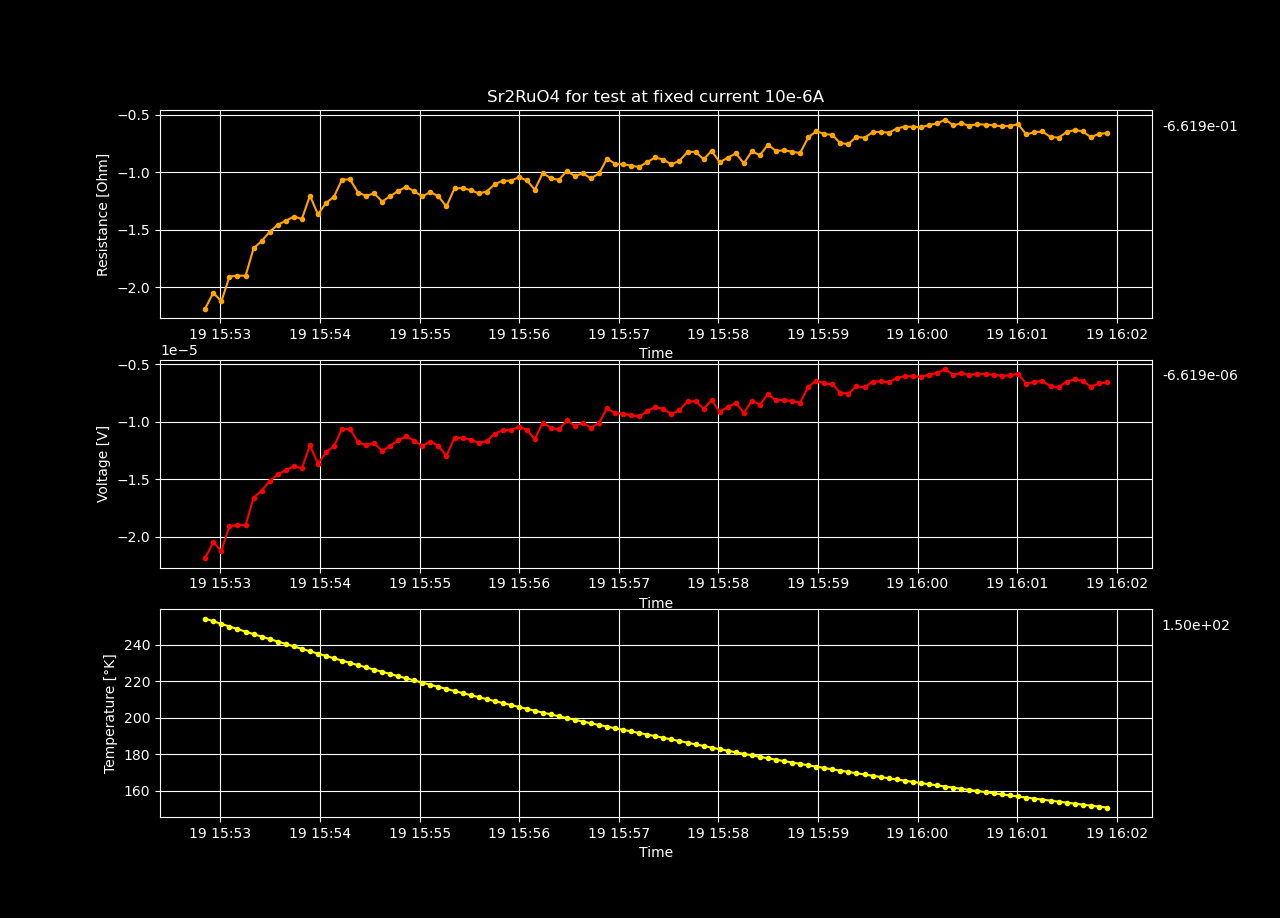 Sr2RuO4 for test at fixed current 10e-6A
−0.5
−1.0
−1.5
−2.0
Resistance [Ohm]
-6.619e-01
19 15:53 19 15:54 19 15:55 19 15:56 19 15:57 19 15:58 19 15:59 19 16:00 19 16:01 19 16:02
Time
1e−5
−0.5
−1.0
−1.5
−2.0
Voltage [V]
-6.619e-06
19 15:53 19 15:54 19 15:55 19 15:56 19 15:57 19 15:58 19 15:59 19 16:00 19 16:01 19 16:02
Time
240
220
200
180
160
Temperature [°K]
1.50e+02
19 15:53 19 15:54 19 15:55 19 15:56 19 15:57 19 15:58 19 15:59 19 16:00 19 16:01 19 16:02
Time